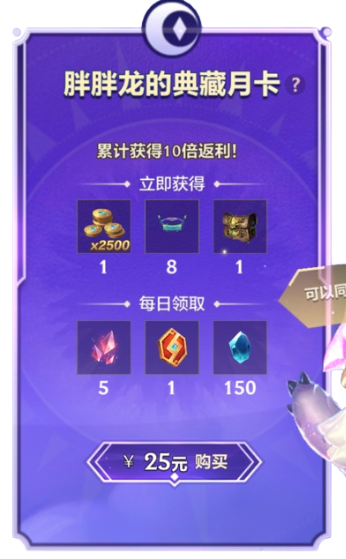 胖胖龙的典藏月卡 ?
累计获得10倍返利!
立即获得
x2500
1 8 1
每日领取
可以同
5 1 150
¥ 25元 购买